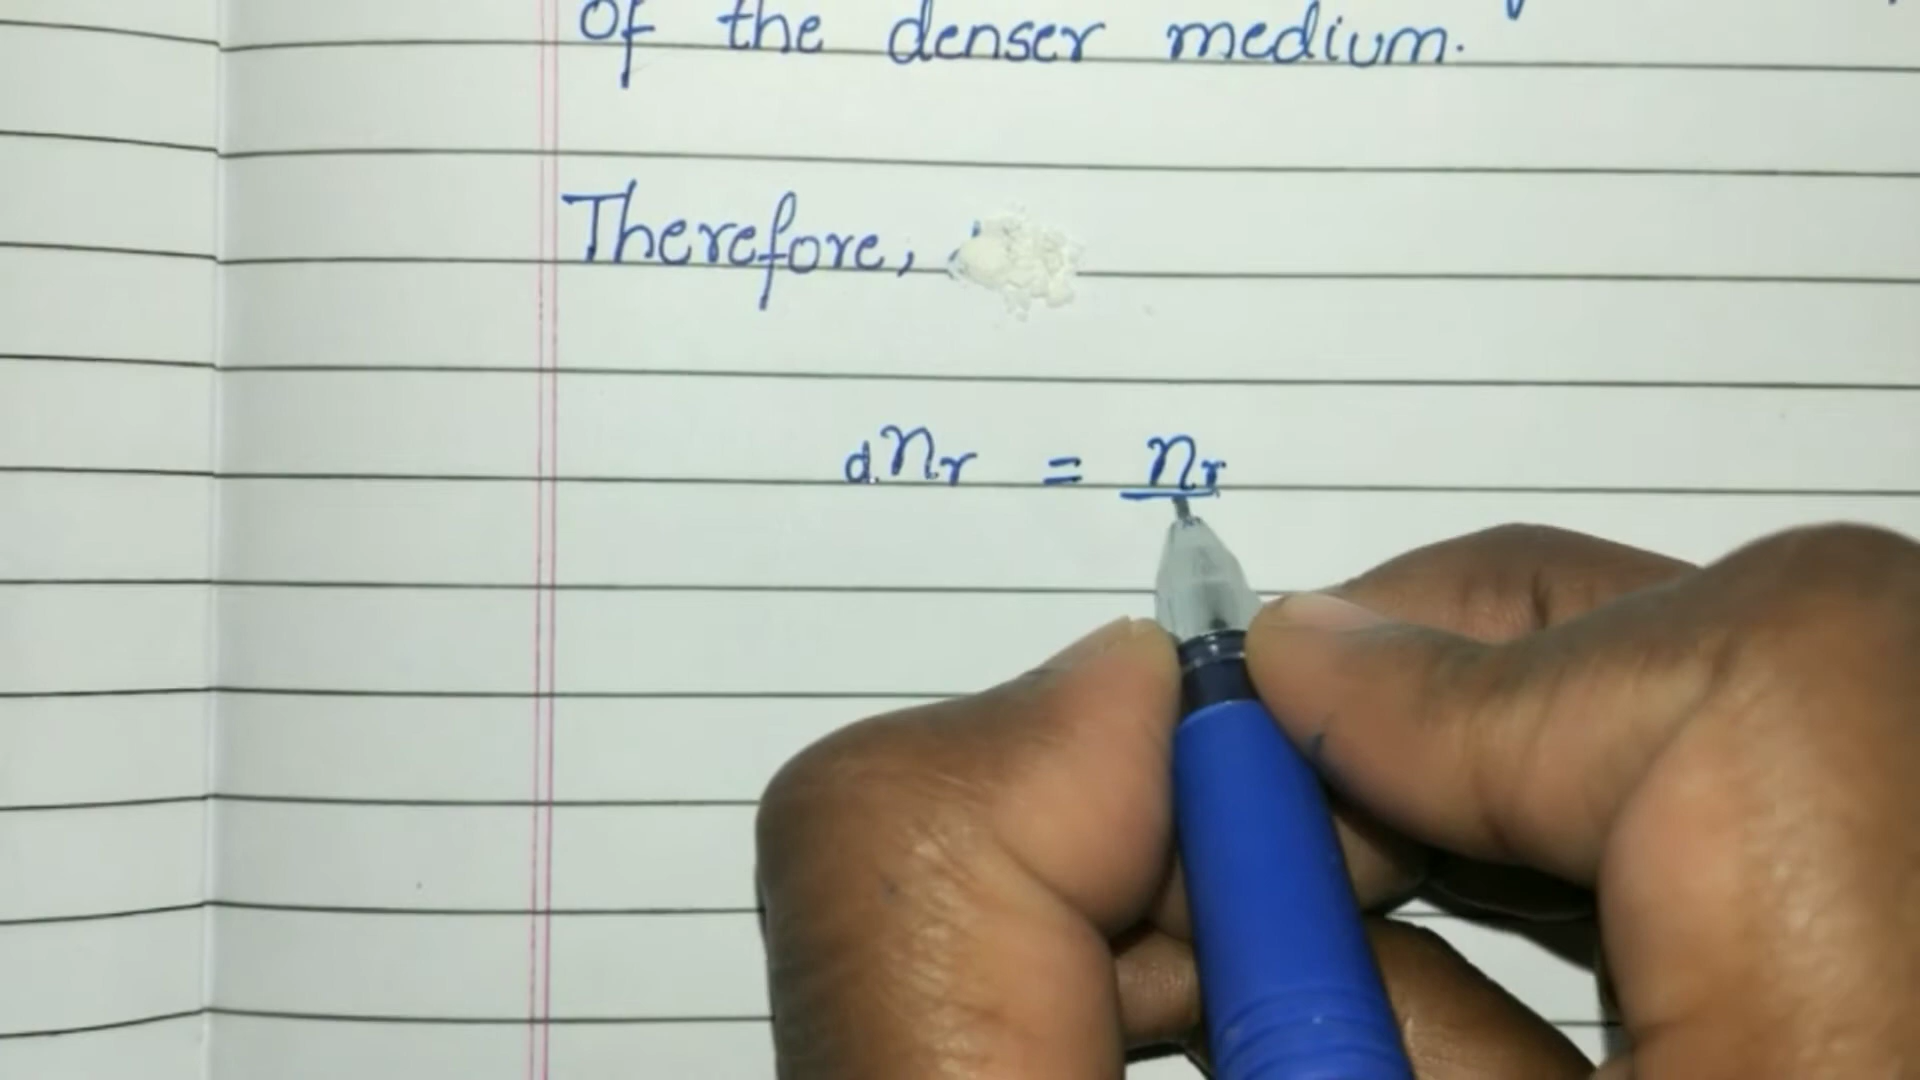 of the denser medium.
Therefore,
dnr = nr